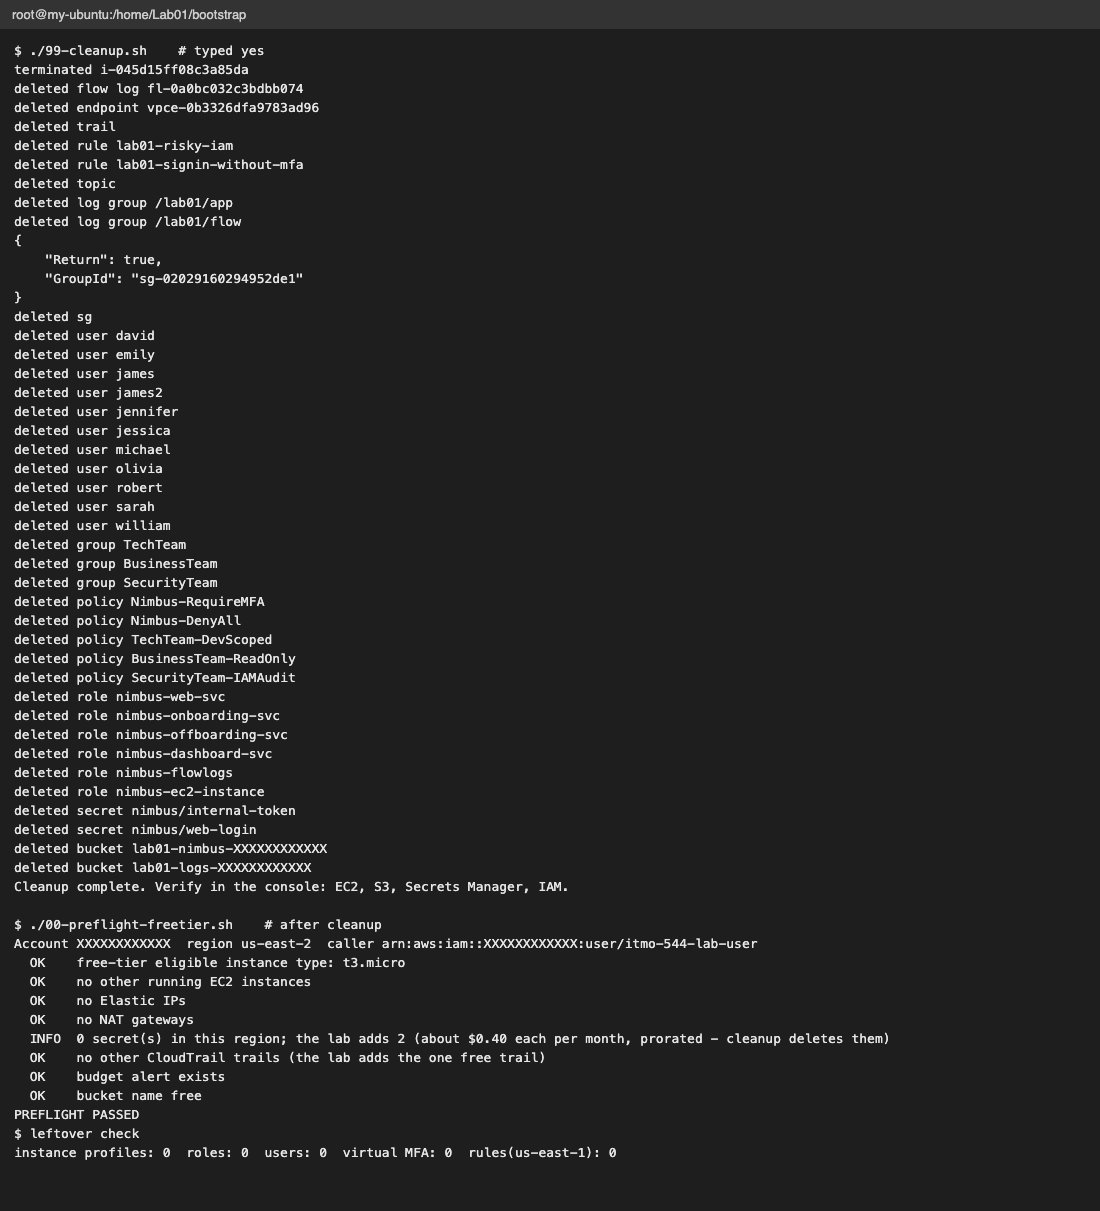 root@my-ubuntu:/home/Lab01/bootstrap
$ ./99-cleanup.sh    # typed yes
terminated i-045d15ff08c3a85da
deleted flow log fl-0a0bc032c3bdbb074
deleted endpoint vpce-0b3326dfa9783ad96
deleted trail
deleted rule lab01-risky-iam
deleted rule lab01-signin-without-mfa
deleted topic
deleted log group /lab01/app
deleted log group /lab01/flow
{
    "Return": true,
    "GroupId": "sg-02029160294952de1"
}
deleted sg
deleted user david
deleted user emily
deleted user james
deleted user james2
deleted user jennifer
deleted user jessica
deleted user michael
deleted user olivia
deleted user robert
deleted user sarah
deleted user william
deleted group TechTeam
deleted group BusinessTeam
deleted group SecurityTeam
deleted policy Nimbus-RequireMFA
deleted policy Nimbus-DenyAll
deleted policy TechTeam-DevScoped
deleted policy BusinessTeam-ReadOnly
deleted policy SecurityTeam-IAMAudit
deleted role nimbus-web-svc
deleted role nimbus-onboarding-svc
deleted role nimbus-offboarding-svc
deleted role nimbus-dashboard-svc
deleted role nimbus-flowlogs
deleted role nimbus-ec2-instance
deleted secret nimbus/internal-token
deleted secret nimbus/web-login
deleted bucket lab01-nimbus-XXXXXXXXXXXX
deleted bucket lab01-logs-XXXXXXXXXXXX
Cleanup complete. Verify in the console: EC2, S3, Secrets Manager, IAM.
$ ./00-preflight-freetier.sh    # after cleanup
Account XXXXXXXXXXXX  region us-east-2  caller arn:aws:iam::XXXXXXXXXXXX:user/itmo-544-lab-user
  OK    free-tier eligible instance type: t3.micro
  OK    no other running EC2 instances
  OK    no Elastic IPs
  OK    no NAT gateways
  INFO  0 secret(s) in this region; the lab adds 2 (about $0.40 each per month, prorated - cleanup deletes them)
  OK    no other CloudTrail trails (the lab adds the one free trail)
  OK    budget alert exists
  OK    bucket name free
PREFLIGHT PASSED
$ leftover check
instance profiles: 0  roles: 0  users: 0  virtual MFA: 0  rules(us-east-1): 0